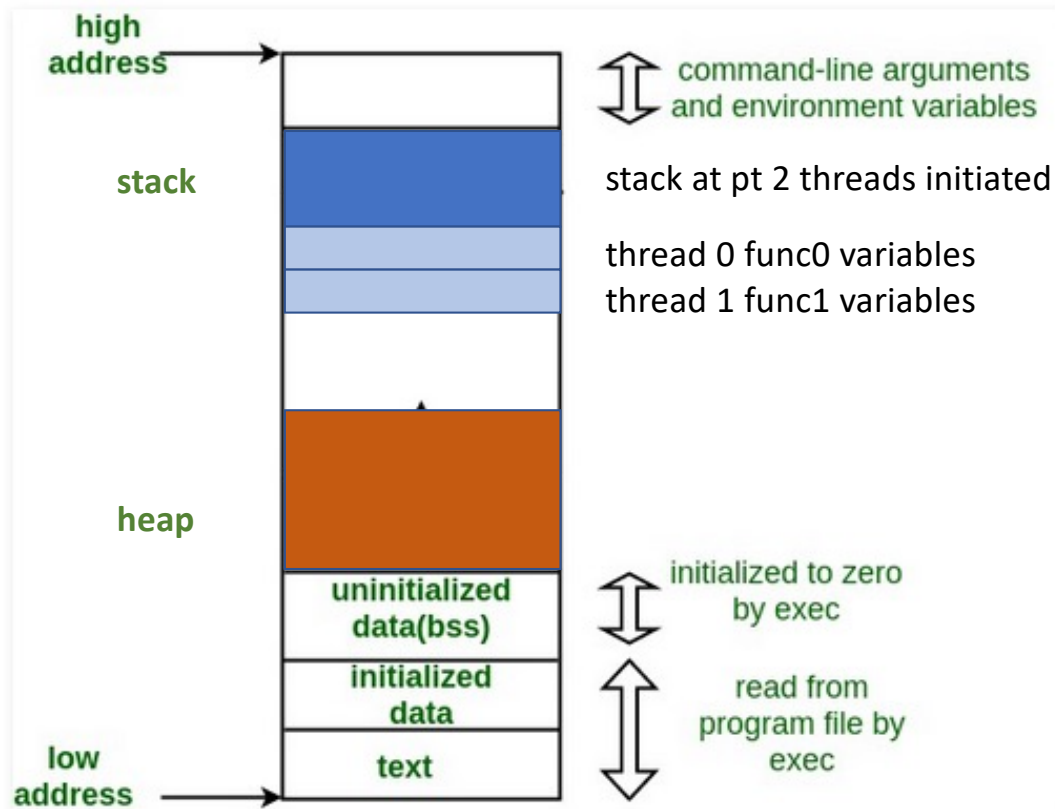 high
address
command-line arguments
and environment variables
stack
stack at pt 2 threads initiated
thread 0 func0 variables
thread 1 func1 variables
heap
uninitialized
data(bss)
initialized to zero
by exec
initialized
data
read from
program file by
exec
low
address
text